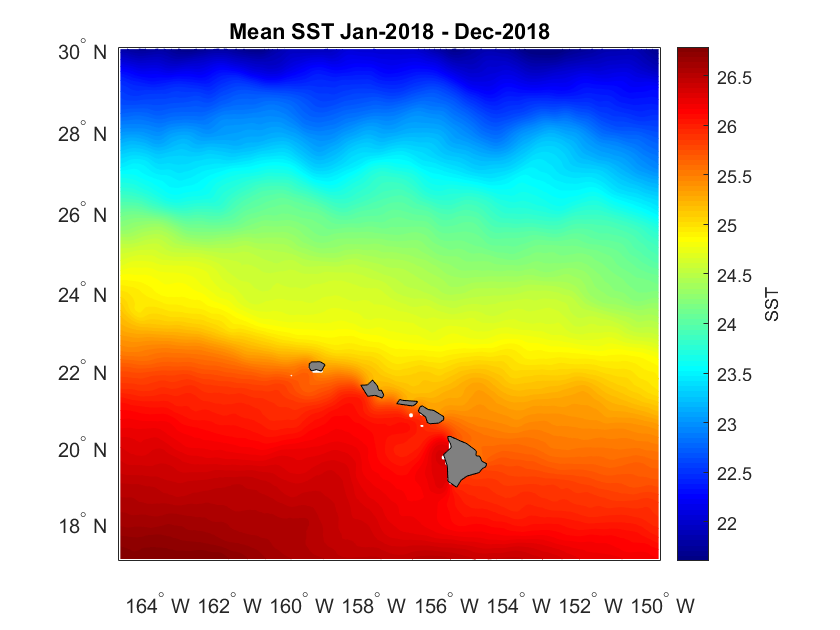 Mean SST Jan-2018 - Dec-2018
30° N
28° N
26° N
24° N
22° N
20° N
18° N
164° W 162° W 160° W 158° W 156° W 154° W 152° W 150° W
26.5
26
25.5
25
24.5
24
23.5
23
22.5
22
SST